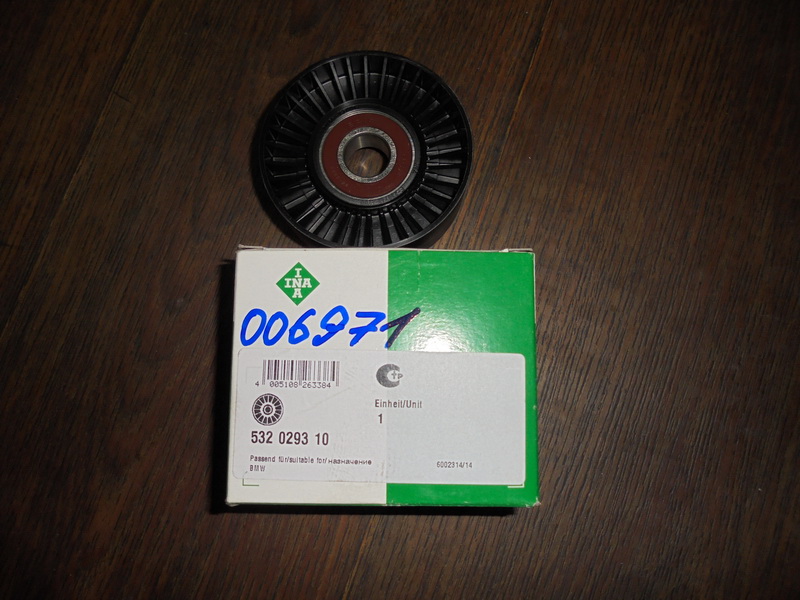 INA
INA
006971
4 005108 263384
Einheit/Unit
1
532 0293 10
Passend für/suitable for/назначение
BMW
6002314/14